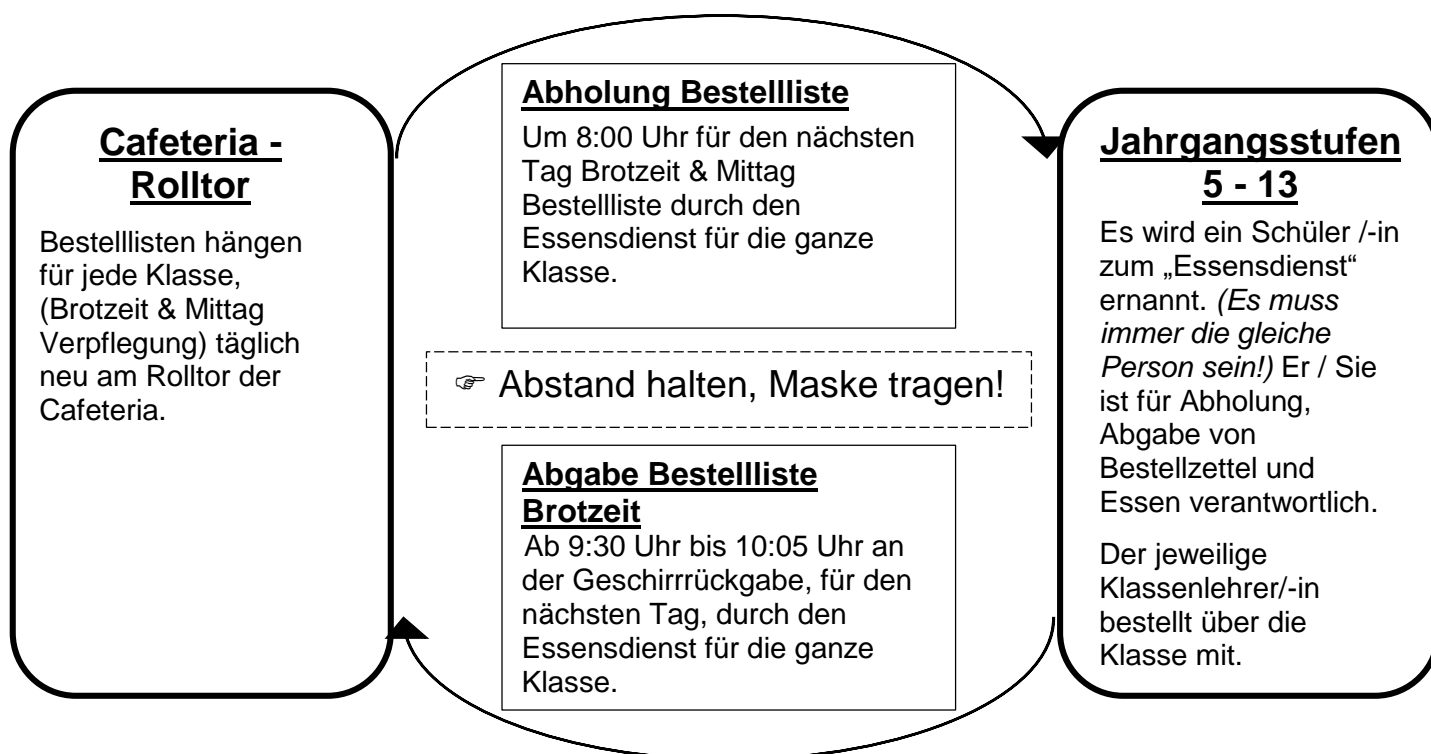 Cafeteria -
Rolltor
Bestelllisten hängen
für jede Klasse,
(Brotzeit & Mittag
Verpflegung) täglich
neu am Rolltor der
Cafeteria.
Abholung Bestellliste
Um 8:00 Uhr für den nächsten
Tag Brotzeit & Mittag
Bestellliste durch den
Essensdienst für die ganze
Klasse.
☞ Abstand halten, Maske tragen!
Abgabe Bestellliste
Brotzeit
Ab 9:30 Uhr bis 10:05 Uhr an
der Geschirrrückgabe, für den
nächsten Tag, durch den
Essensdienst für die ganze
Klasse.
Jahrgangsstufen
5 - 13
Es wird ein Schüler /-in
zum „Essensdienst“
ernannt. (Es muss
immer die gleiche
Person sein!) Er / Sie
ist für Abholung,
Abgabe von
Bestellzettel und
Essen verantwortlich.
Der jeweilige
Klassenlehrer/-in
bestellt über die
Klasse mit.